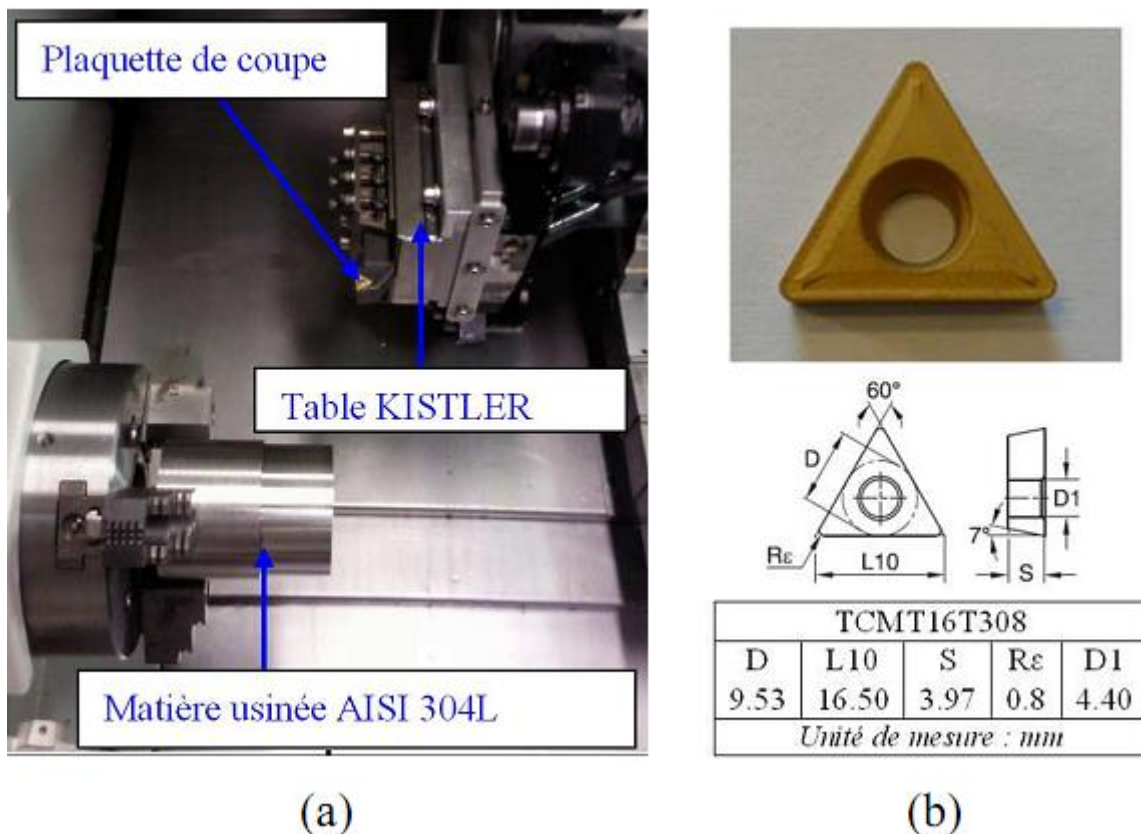 Plaquette de coupe
Table KISTLER
Matière usinée AISI 304L
(a)
60°
D
D1
7°
Rε
L10
S
TCMT16T308
D L10 S Rε D1
9.53 16.50 3.97 0.8 4.40
Unité de mesure : mm
(b)